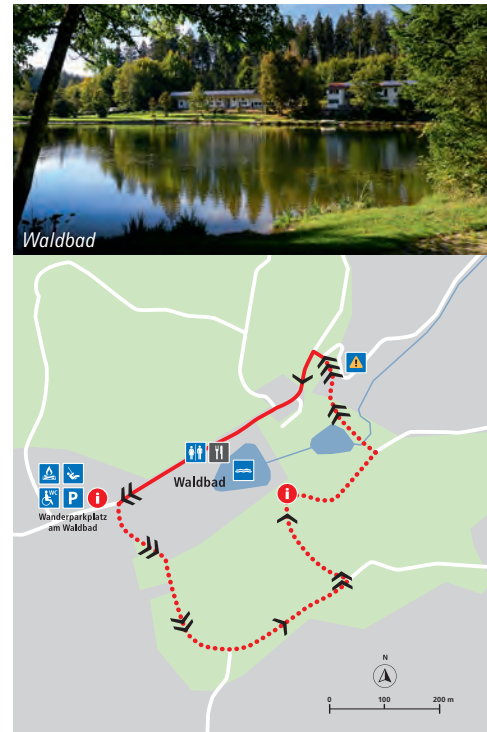 Waldbad
Waldbad
WC
P
i
i
Wanderparkplatz
am Waldbad
N
0 100 200 m